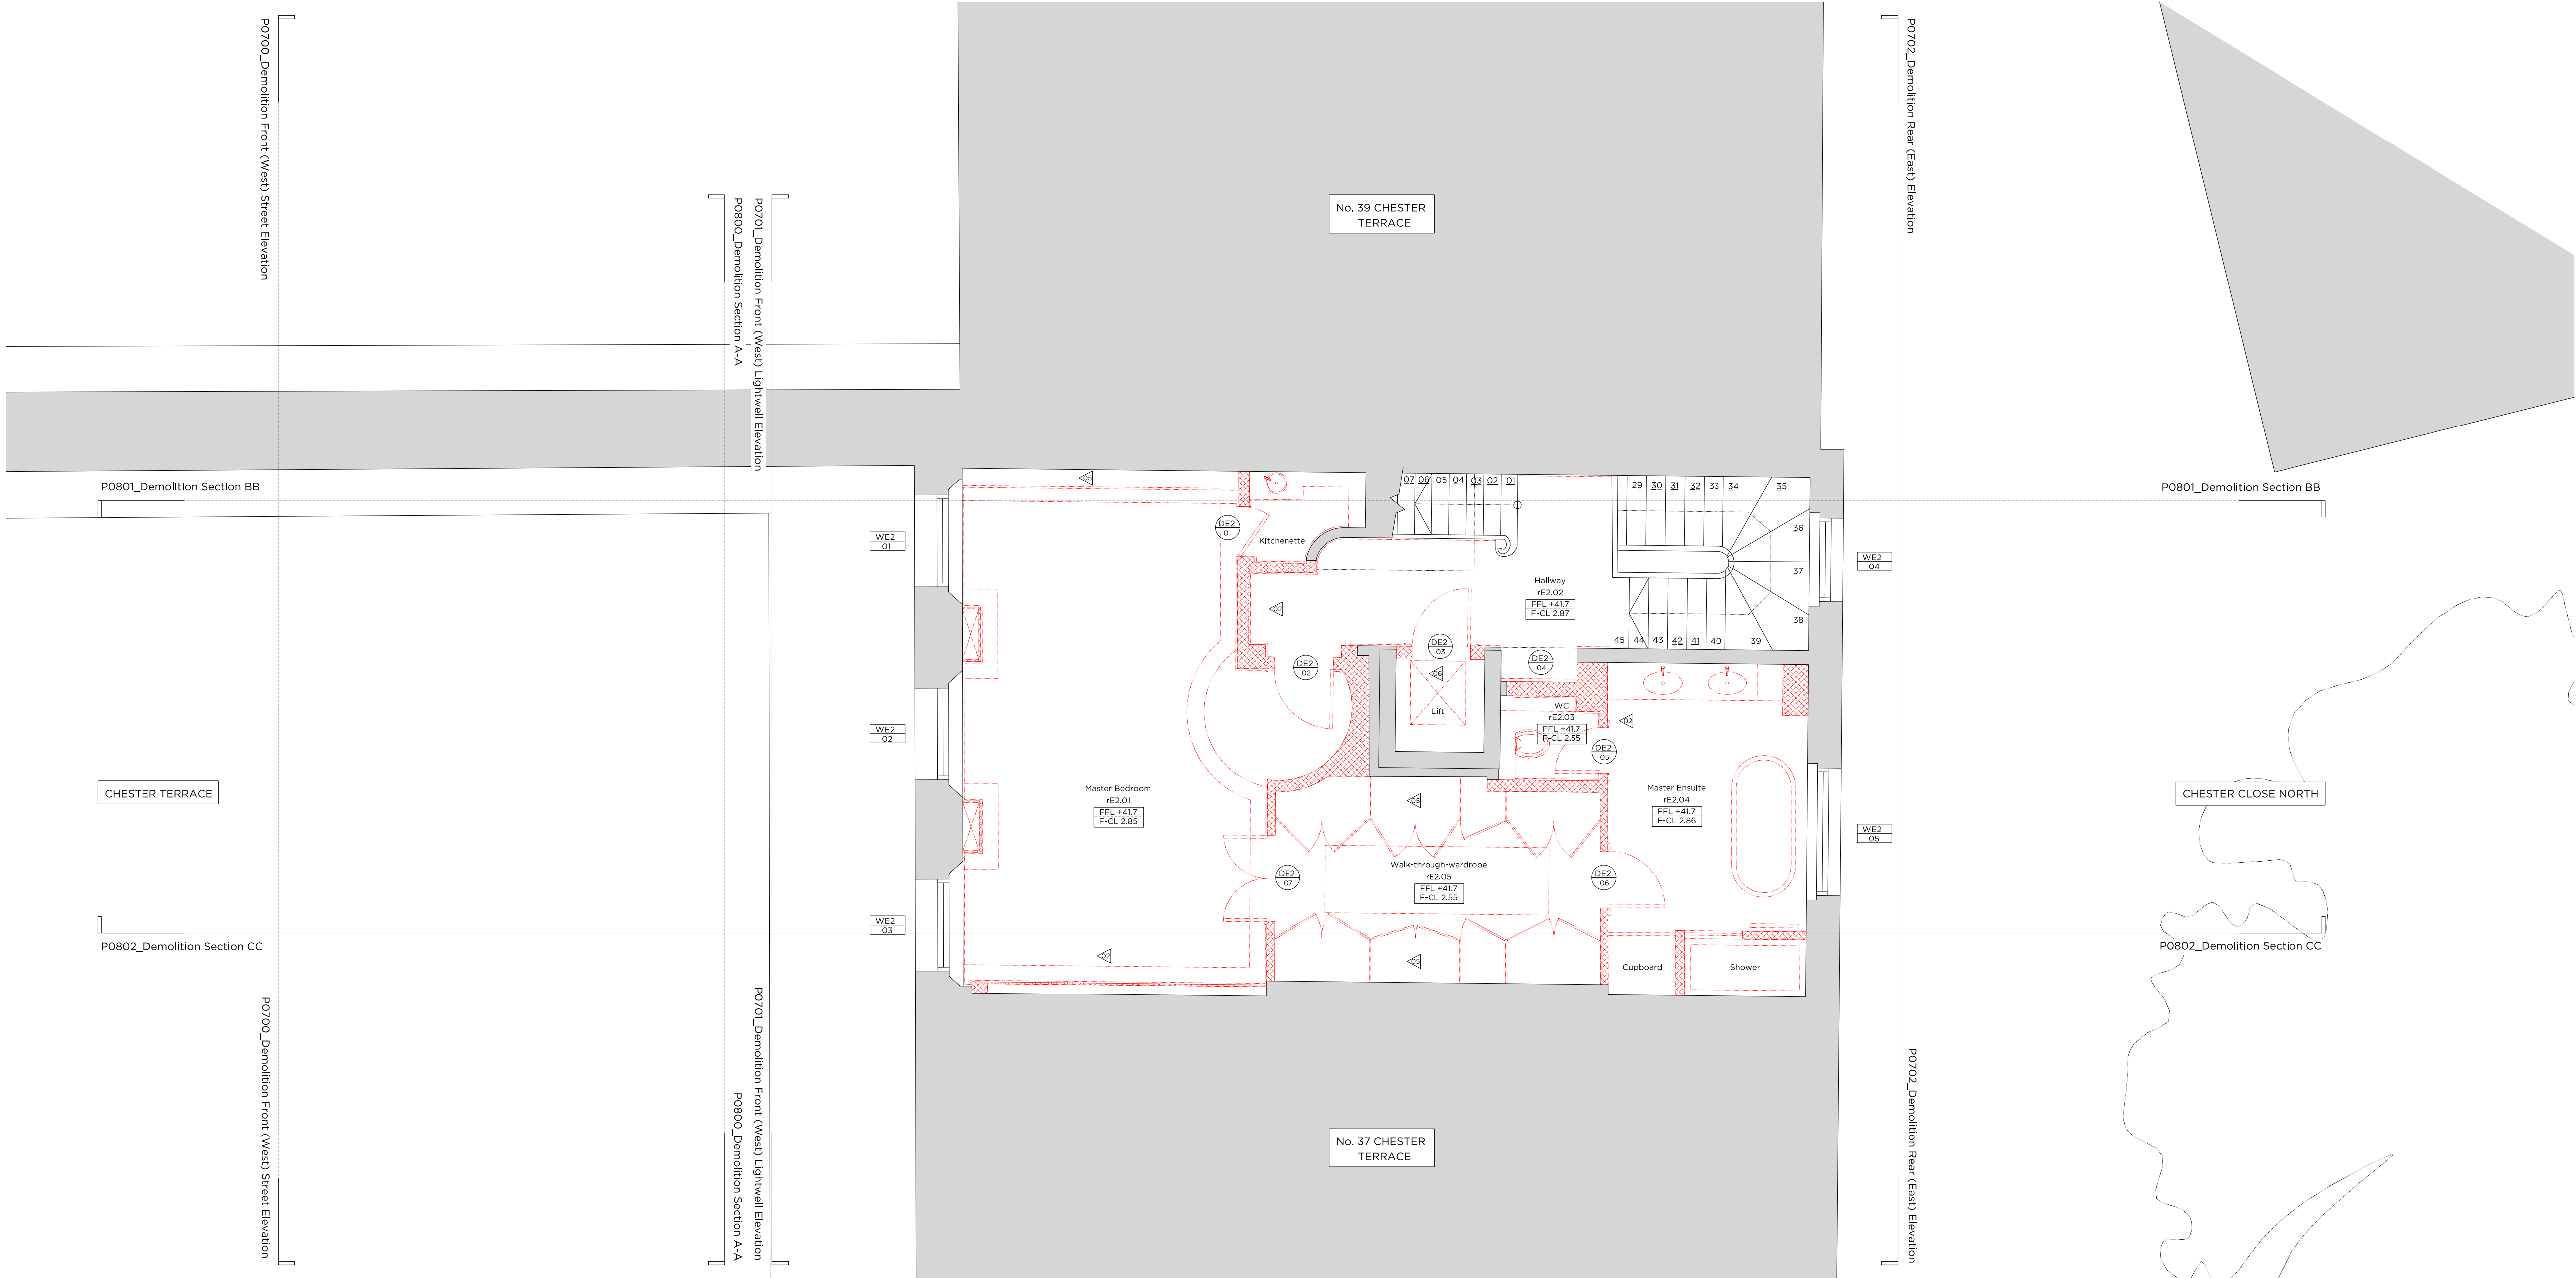 P0700_Demolition Front (West) Street Elevation
P0800_Demolition Section A-A
P0701_Demolition Front (West) Lightwell Elevation
No. 39 CHESTER
TERRACE
P0702_Demolition Rear (East) Elevation
P0801_Demolition Section BB
P0801_Demolition Section BB
05
07 06 05 04 03 02 01
29 30 31 32 33 34 35
36
37
38
45 44 43 42 41 40 39
WE2
01
DE2
01
Kitchenette
WE2
04
Hallway
rE2.02
FFL +41.7
F-CL 2.87
02
DE2
02
DE2
03
06
Lift
DE2
04
WC
rE2.03
FFL +41.7
F-CL 2.55
02
DE2
05
WE2
02
CHESTER TERRACE
Master Bedroom
rE2.01
FFL +41.7
F-CL 2.85
05
Master Ensuite
rE2.04
FFL +41.7
F-CL 2.86
CHESTER CLOSE NORTH
WE2
05
Walk-through-wardrobe
rE2.05
FFL +41.7
F-CL 2.55
DE2
07
DE2
06
WE2
03
02
05
Cupboard
Shower
P0802_Demolition Section CC
P0802_Demolition Section CC
P0700_Demolition Front (West) Street Elevation
P0800_Demolition Section A-A
P0701_Demolition Front (West) Lightwell Elevation
No. 37 CHESTER
TERRACE
P0702_Demolition Rear (East) Elevation